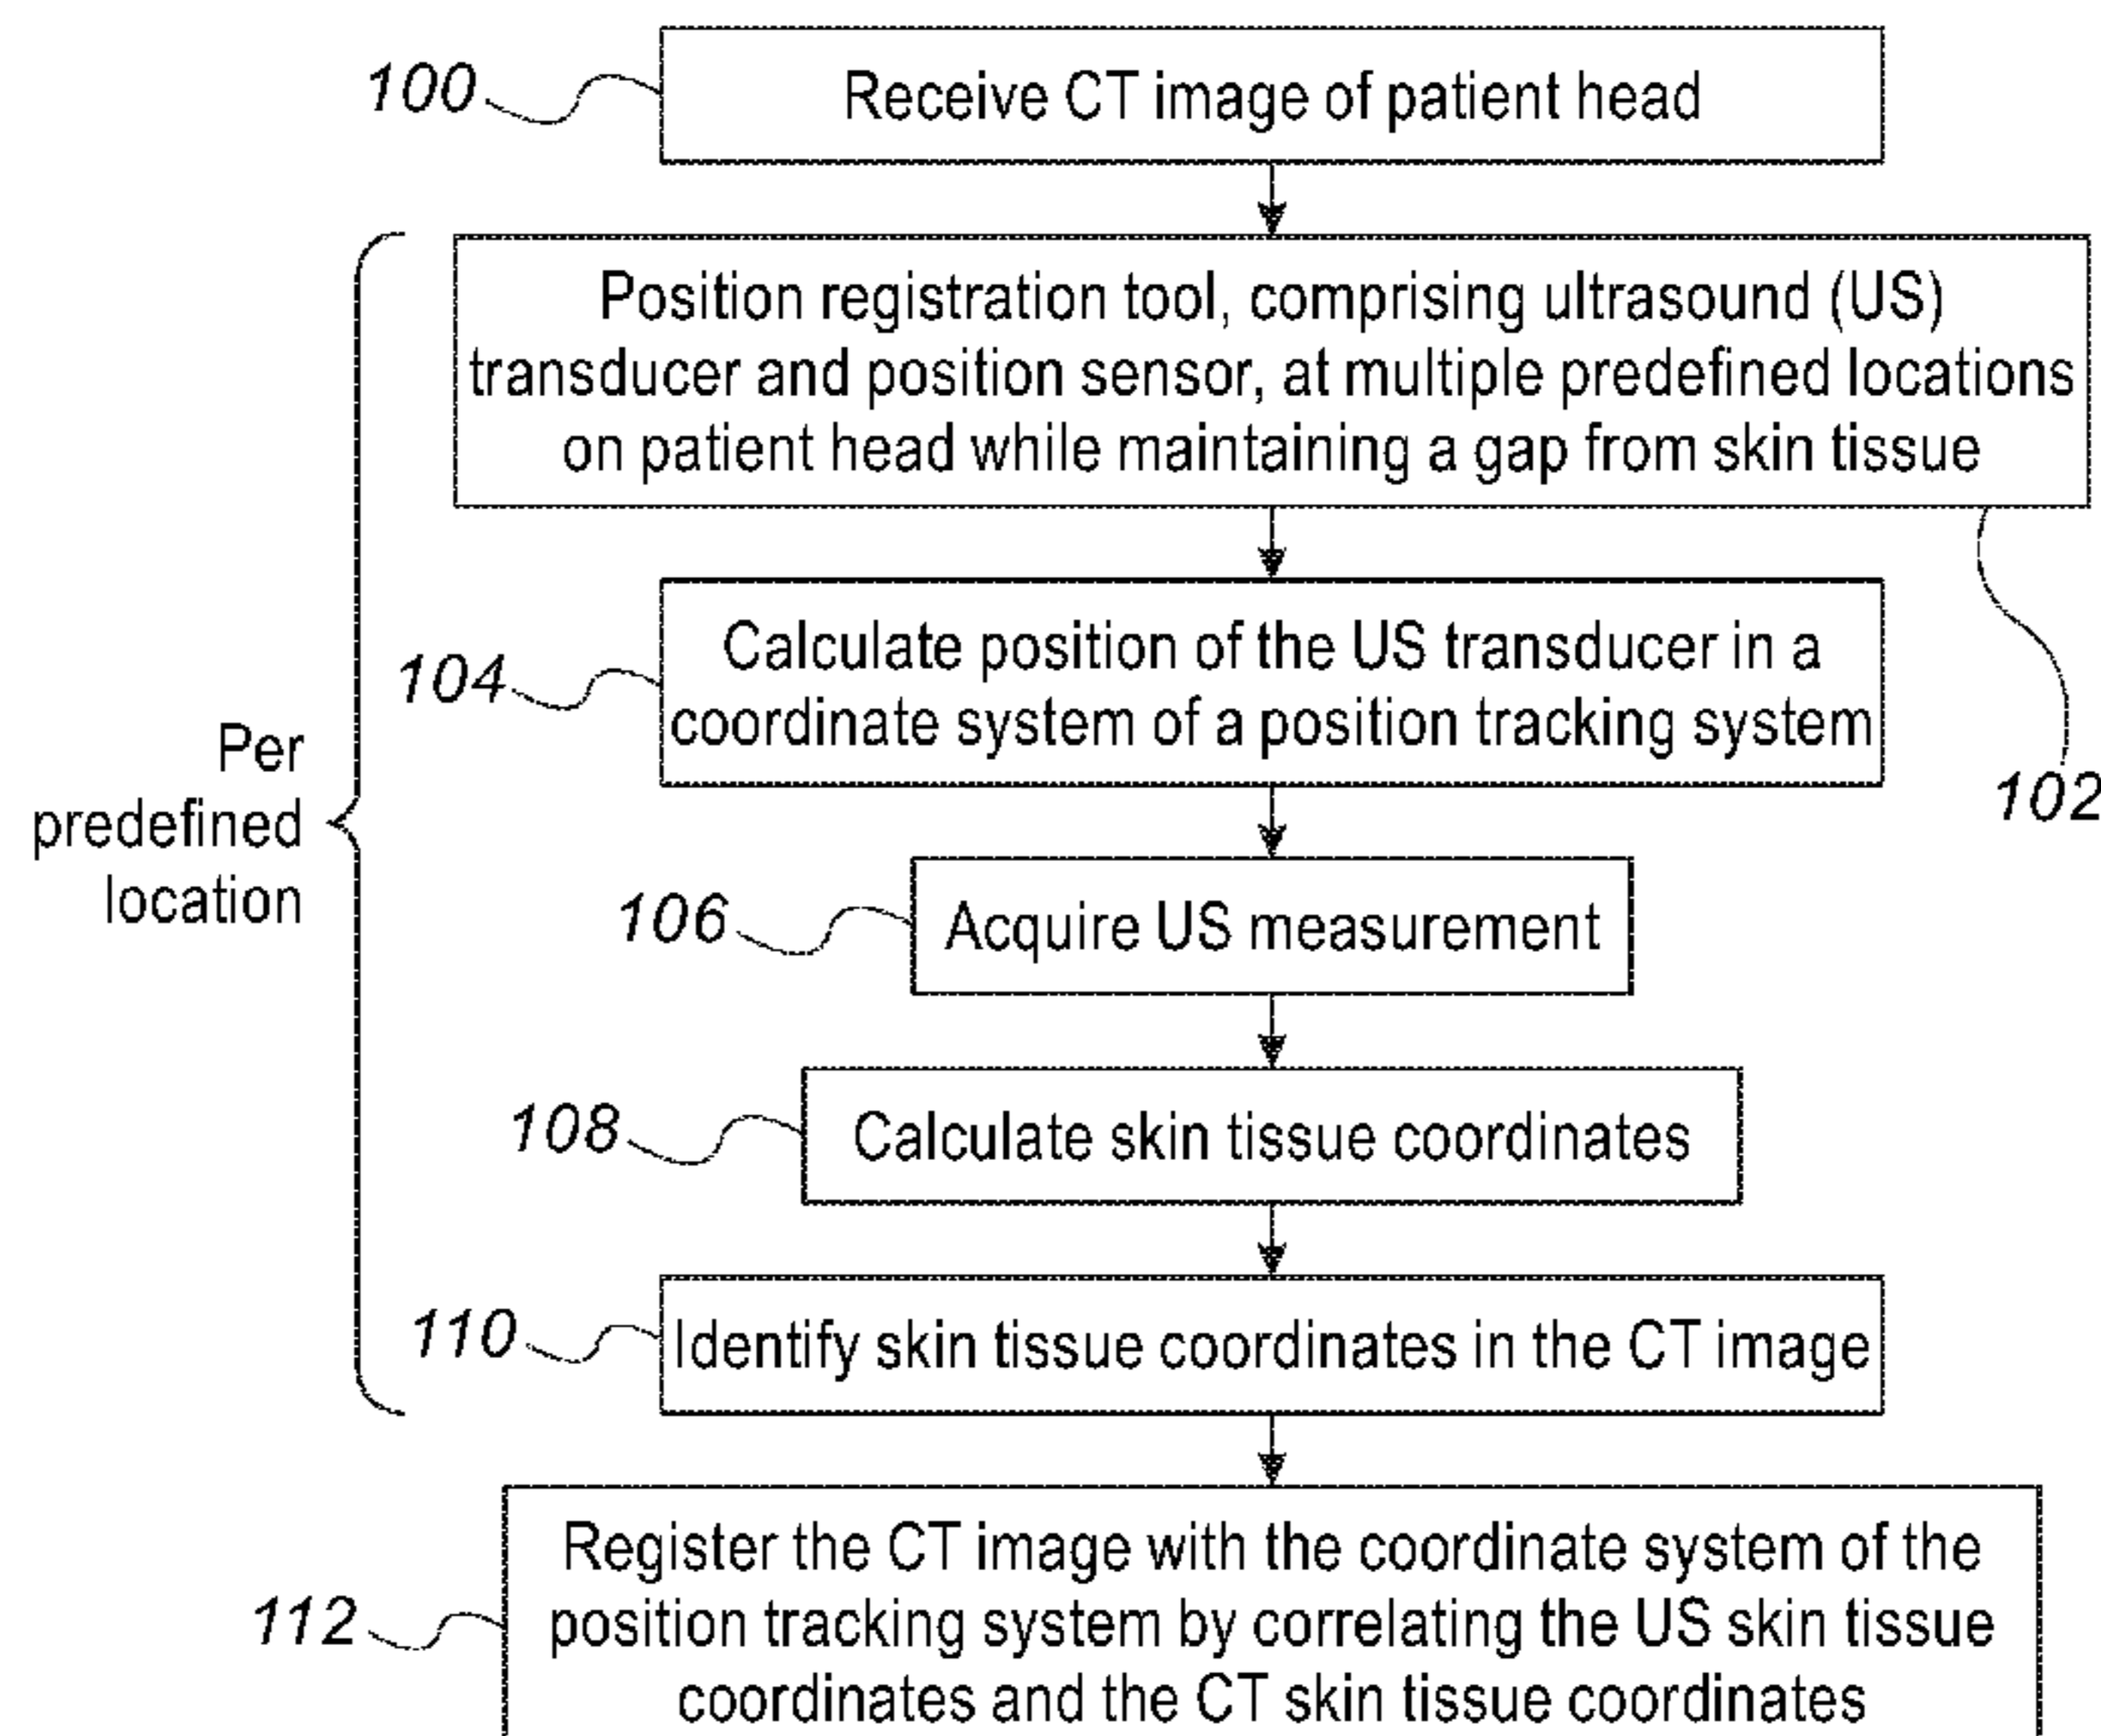 100
Receive CT image of patient head
Position registration tool, comprising ultrasound (US)
transducer and position sensor, at multiple predefined locations
on patient head while maintaining a gap from skin tissue
102
Per
predefined
location
104
Calculate position of the US transducer in a
coordinate system of a position tracking system
106
Acquire US measurement
108
Calculate skin tissue coordinates
110
Identify skin tissue coordinates in the CT image
112
Register the CT image with the coordinate system of the
position tracking system by correlating the US skin tissue
coordinates and the CT skin tissue coordinates